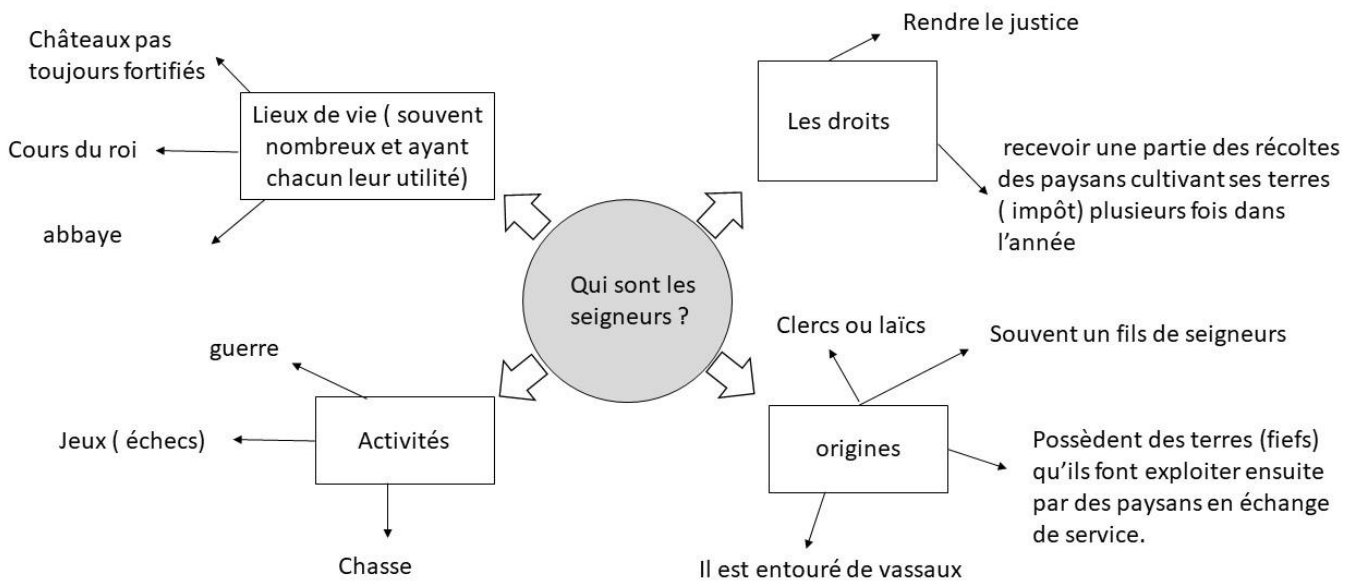 Qui sont les
seigneurs ?
Lieux de vie ( souvent
nombreux et ayant
chacun leur utilité)
Châteaux pas
toujours fortifiés
Cours du roi
abbaye
Les droits
Rendre le justice
recevoir une partie des récoltes
des paysans cultivant ses terres
( impôt) plusieurs fois dans
l’année
Activités
guerre
Jeux ( échecs)
Chasse
origines
Clercs ou laïcs
Souvent un fils de seigneurs
Possèdent des terres (fiefs)
qu’ils font exploiter ensuite
par des paysans en échange
de service.
Il est entouré de vassaux